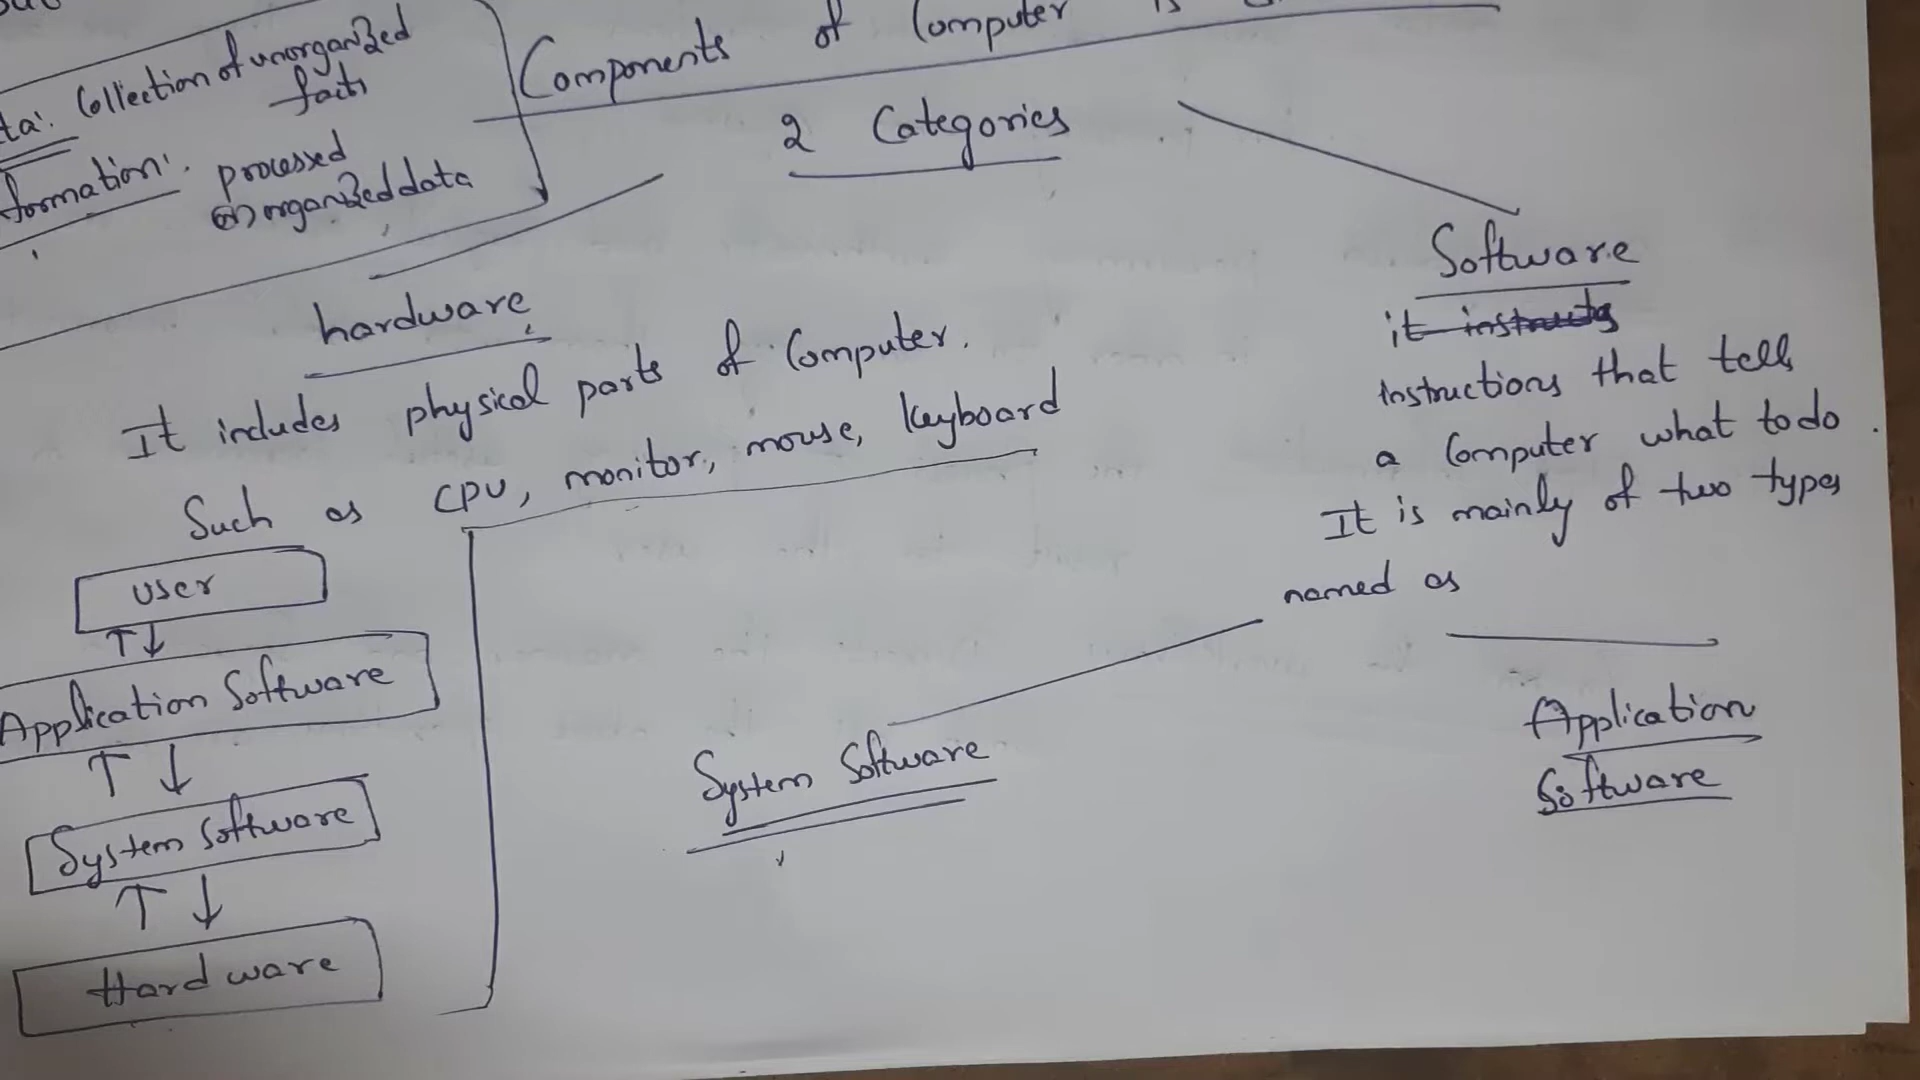 Components of Computer is
2 Categories
ta: Collection of unorganized
facts
formation: processed
(or) organized data
hardware
It includes physical parts of Computer.
Such as CPU, monitor, mouse, keyboard
Software
it instructs
instructions that tell
a Computer what to do.
It is mainly of two types
named as
System Software
Application
Software
User
Application Software
System Software
Hardware